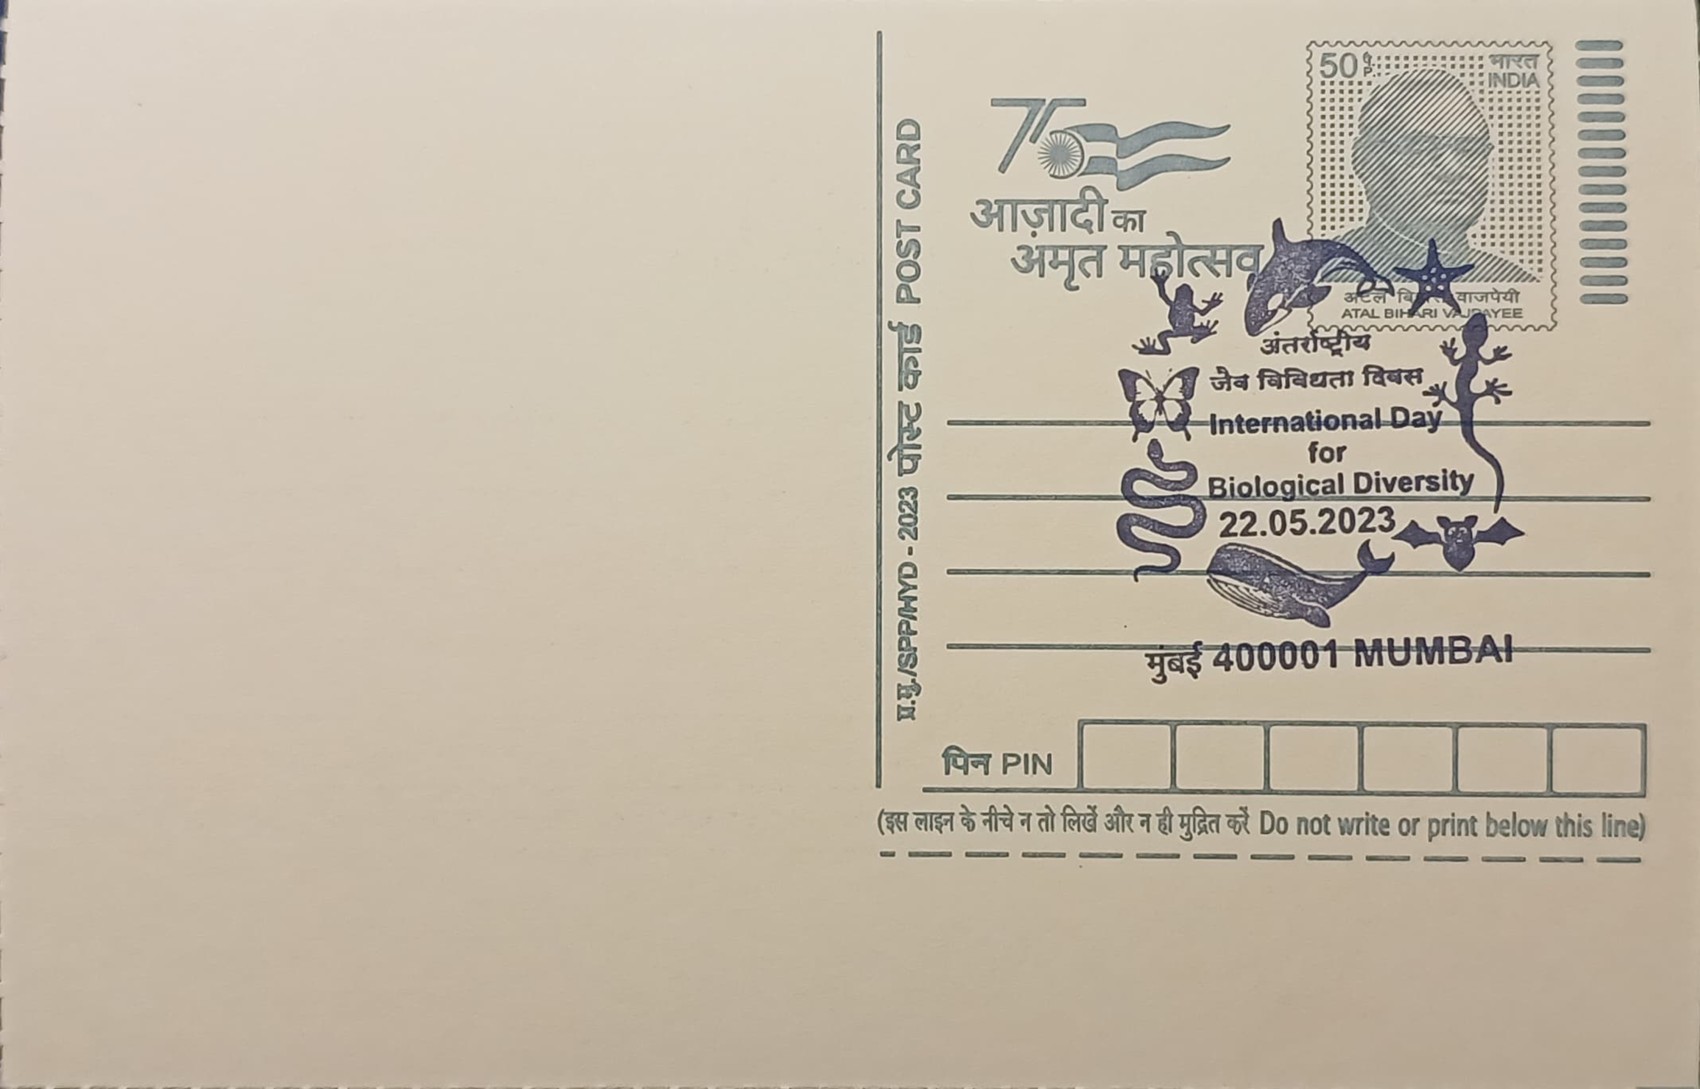 प्र.मु./SPP/HYD - 2023 पोस्ट कार्ड POST CARD
75
आज़ादी का
अमृत महोत्सव
50 पै. P.
भारत
INDIA
अटल वाजपेयी
ATAL BIHARI VAJPAYEE
अंतर्राष्ट्रीय
जैव विविधता दिवस
International Day
for
Biological Diversity
22.05.2023
मुंबई 400001 MUMBAI
पिन PIN
(इस लाइन के नीचे न तो लिखें और न ही मुद्रित करें Do not write or print below this line)